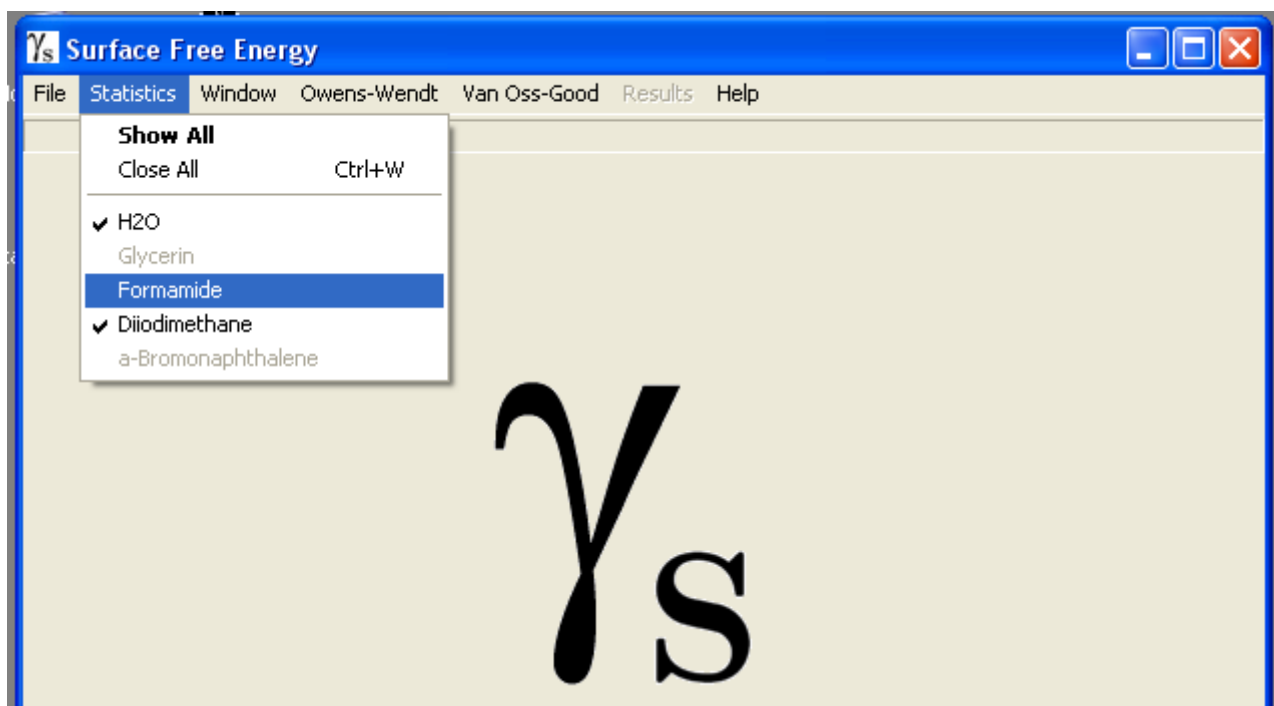 γs Surface Free Energy
File Statistics Window Owens-Wendt Van Oss-Good Results Help
Show All
Close All Ctrl+W
H2O
Glycerin
Formamide
Diiodimethane
a-Bromonaphthalene
γs